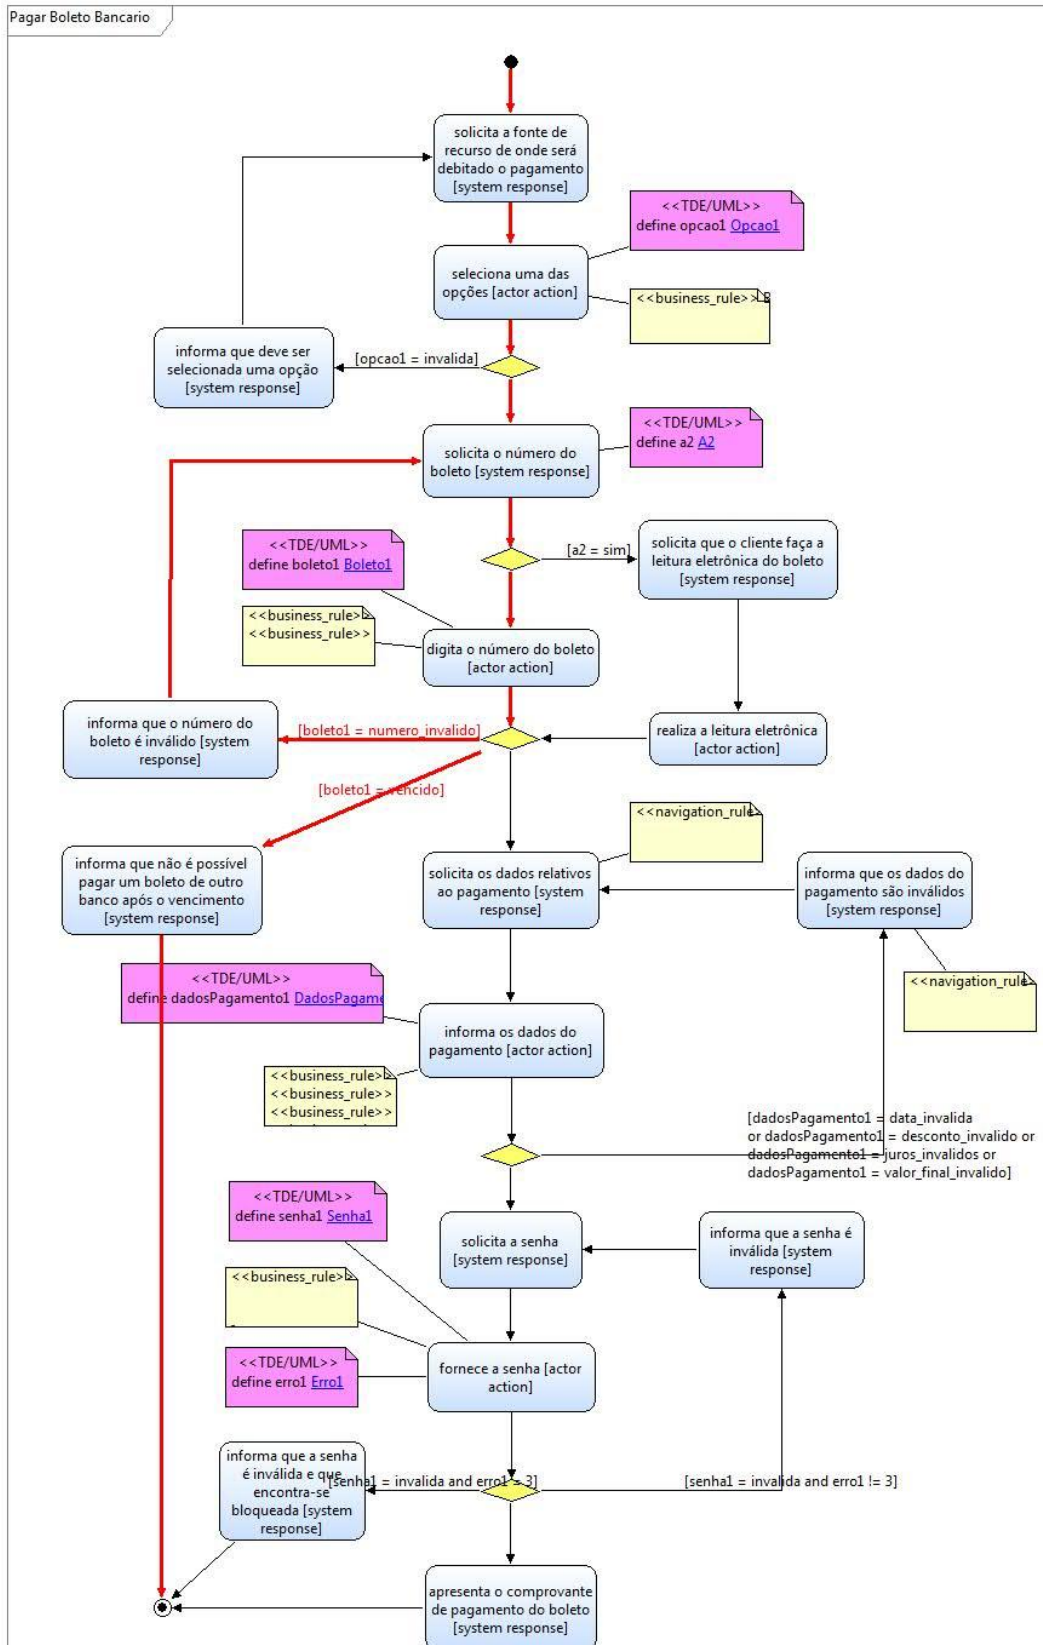 Pagar Boleto Bancario
solicita a fonte de
recurso de onde será
debitado o pagamento
[system response]
<<TDE/UML>>
define opcao1 Opcao1
seleciona uma das
opções [actor action]
<<business_rule>>
informa que deve ser
selecionada uma opção
[system response]
[opcao1 = invalida]
<<TDE/UML>>
define a2 A2
solicita o número do
boleto [system response]
<<TDE/UML>>
define boleto1 Boleto1
[a2 = sim]
solicita que o cliente faça a
leitura eletrônica do boleto
[system response]
<<business_rule>>
<<business_rule>>
digita o número do boleto
[actor action]
informa que o número do
boleto é inválido [system
response]
[boleto1 = numero_invalido]
realiza a leitura eletrônica
[actor action]
[boleto1 = vencido]
<<navigation_rule>
informa que não é possível
pagar um boleto de outro
banco após o vencimento
[system response]
solicita os dados relativos
ao pagamento [system
response]
informa que os dados do
pagamento são inválidos
[system response]
<<TDE/UML>>
define dadosPagamento1 DadosPagame
<<navigation_rule>
informa os dados do
pagamento [actor action]
<<business_rule>>
<<business_rule>>
<<business_rule>>
[dadosPagamento1 = data_invalida
or dadosPagamento1 = desconto_invalido or
dadosPagamento1 = juros_invalidos or
dadosPagamento1 = valor_final_invalido]
<<TDE/UML>>
define senha1 Senha1
solicita a senha
[system response]
informa que a senha é
inválida [system
response]
<<business_rule>
<<TDE/UML>>
define erro1 Erro1
fornece a senha [actor
action]
informa que a senha
é inválida e que
encontra-se
bloqueada [system
response]
[senha1 = invalida and erro1 = 3]
[senha1 = invalida and erro1 != 3]
apresenta o comprovante
de pagamento do boleto
[system response]